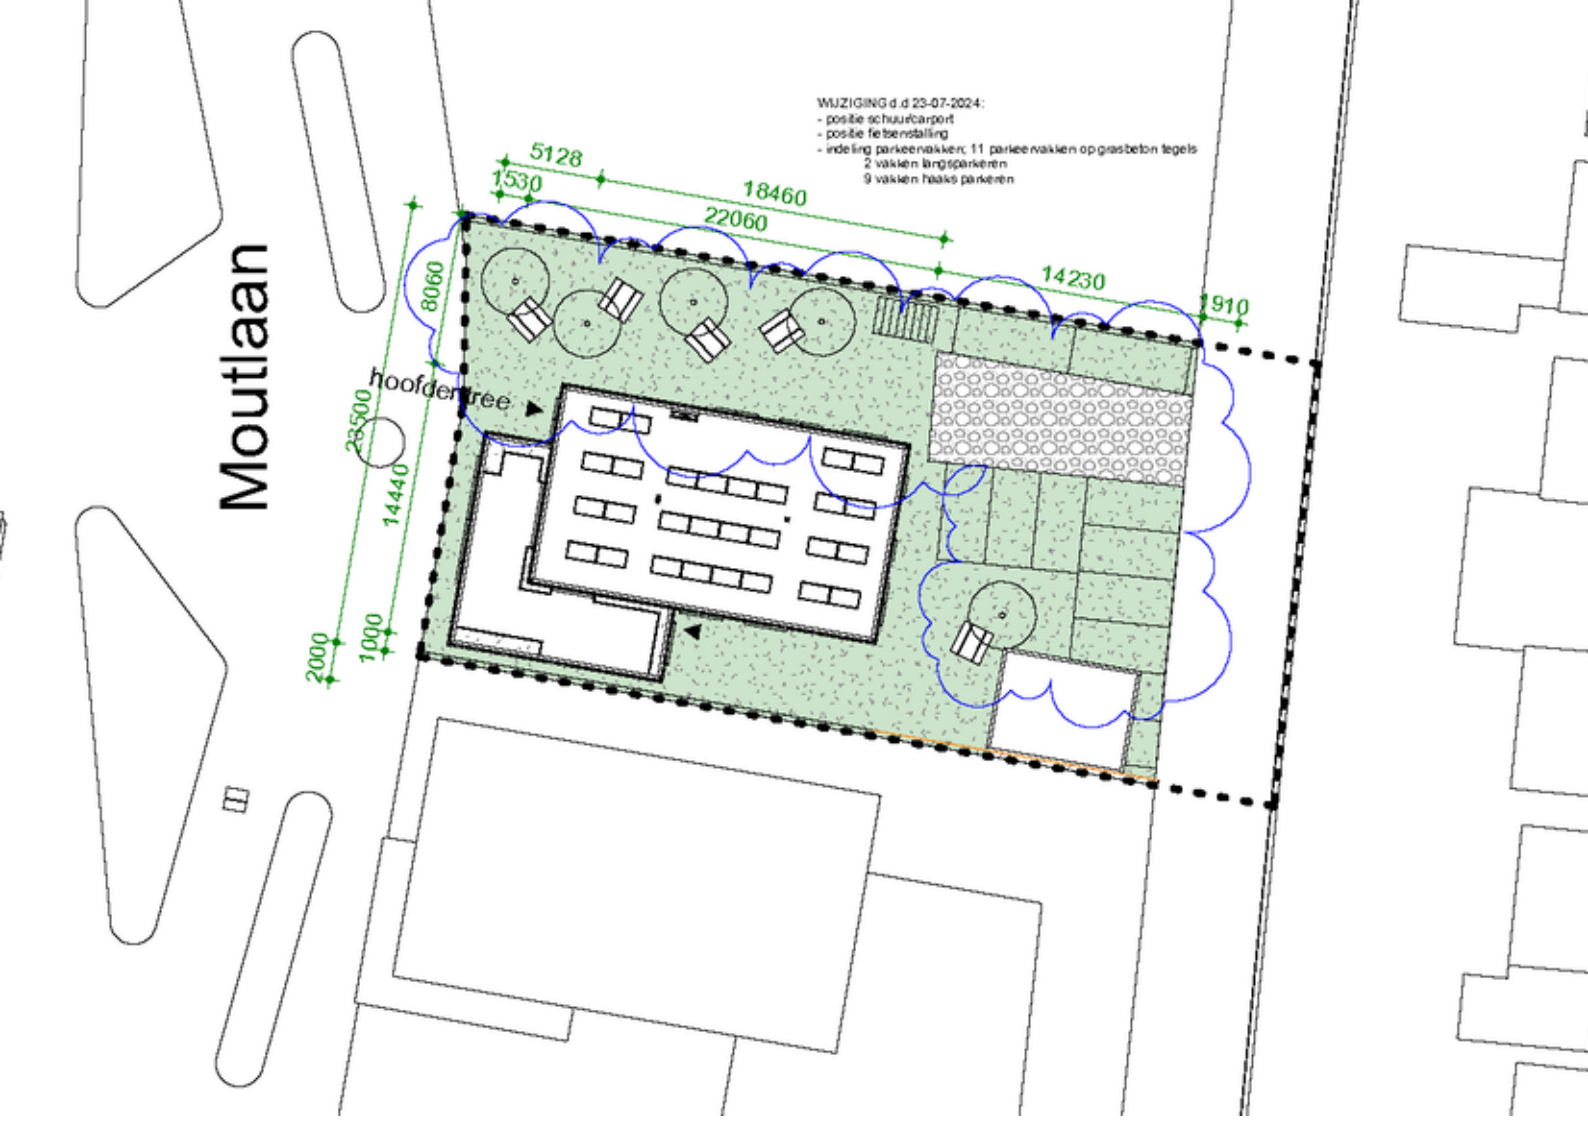 WIJZIGING d.d 23-07-2024:
- positie schuur/carport
- positie fietsenstalling
- indeling parkeervakken; 11 parkeervakken op grasbeton tegels
2 vakken langsparkeren
9 vakken haaks parkeren
5128
1530
18460
22060
14230
1910
8060
hoofdentree
23500
14440
1000
2000
Moutlaan